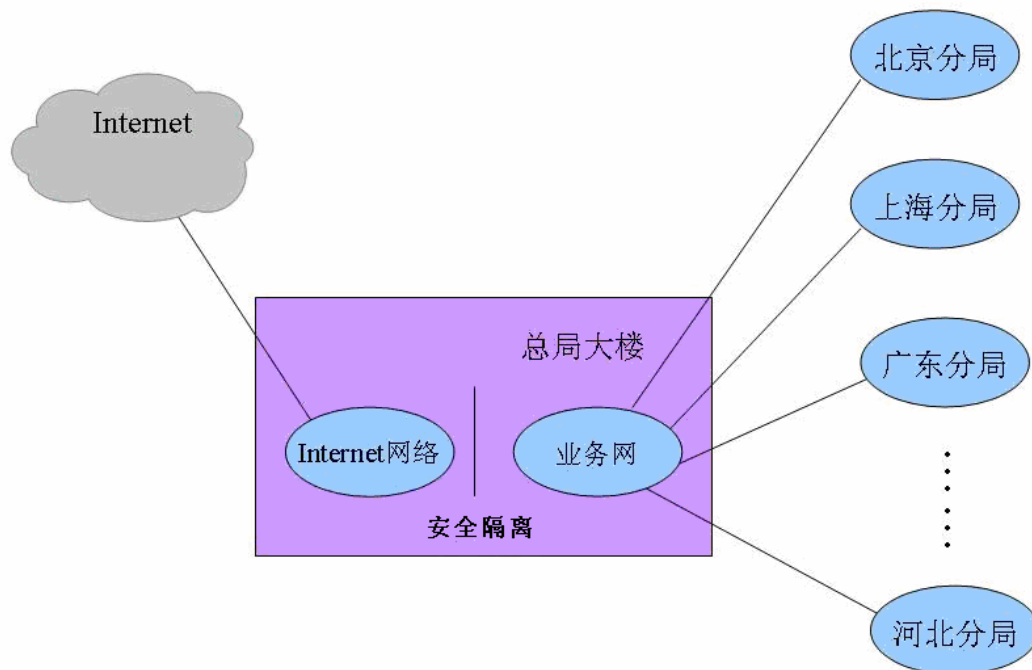 北京分局
Internet
上海分局
总局大楼
广东分局
Internet网络
业务网
安全隔离
河北分局